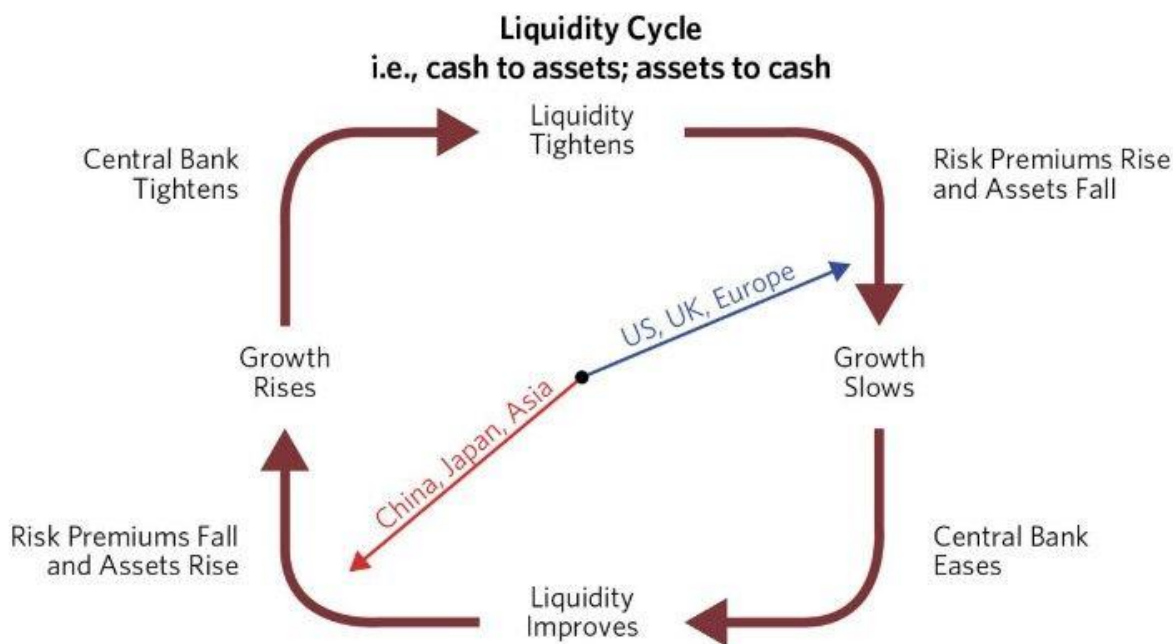 Liquidity Cycle
i.e., cash to assets; assets to cash
Liquidity
Tightens
Central Bank
Tightens
Risk Premiums Rise
and Assets Fall
US, UK, Europe
Growth
Rises
Growth
Slows
China, Japan, Asia
Risk Premiums Fall
and Assets Rise
Central Bank
Eases
Liquidity
Improves